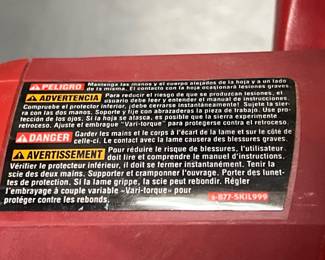 PELIGRO Mantenga las manos y el cuerpo alejados de la hoja y a un lado
de la misma. El contacto con la hoja ocasionará lesiones graves.
ADVERTENCIA Para reducir el riesgo de que se produzcan lesiones, el
usuario debe leer y entender el manual de instrucciones.
Compruebe el protector inferior, ¡debe cerrarse instantáneamente! Sujete la sier-
ra con las dos manos. Soporte y fije con abrazaderas la pieza de trabajo. Use pro-
tección de los ojos; Si la hoja se alasca, es posible que la sierra experimente
retroceso. Ajuste el embrague "Vari-torque" para protegerse contra el retroceso.
DANGER Garder les mains et le corps à l'écart de la lame et sur le côté de
celle-ci. Le contact avec la lame causera des blessures graves.
AVERTISSEMENT Pour réduire le risque de blessures, l'utilisateur
doit lire et comprendre le manuel d'instructions.
Vérifier le protecteur inférieur, il doit se fermer instantanément. Tenir la
scie des deux mains. Supporter et cramponner l'ouvrage. Porter des lunet-
tes de protection. Si la lame grippe, la scie peut rebondir. Régler
l'embrayage à couple variable «Vari-torque» pour
protéger contre les rebonds.
1-877-SKIL999